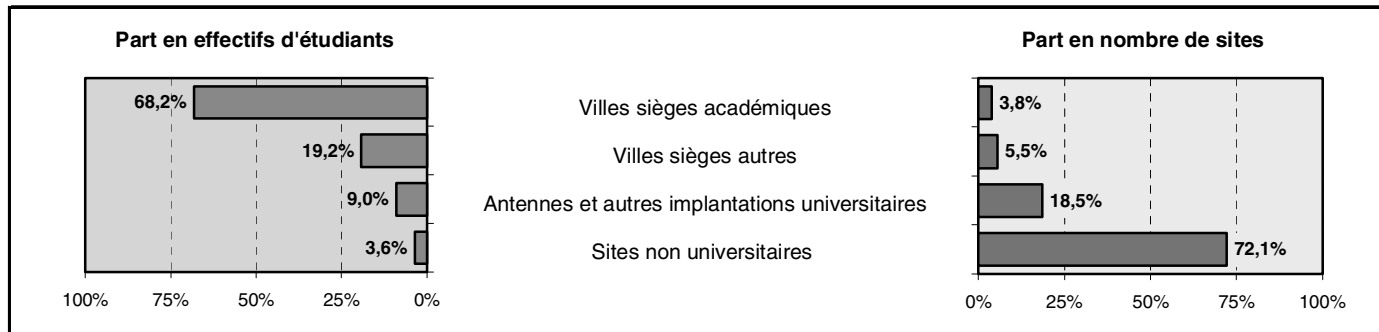 Part en effectifs d'étudiants
Part en nombre de sites
68,2%
Villes sièges académiques
3,8%
19,2%
Villes sièges autres
5,5%
9,0%
Antennes et autres implantations universitaires
18,5%
3,6%
Sites non universitaires
72,1%
100% 75% 50% 25% 0%
0% 25% 50% 75% 100%